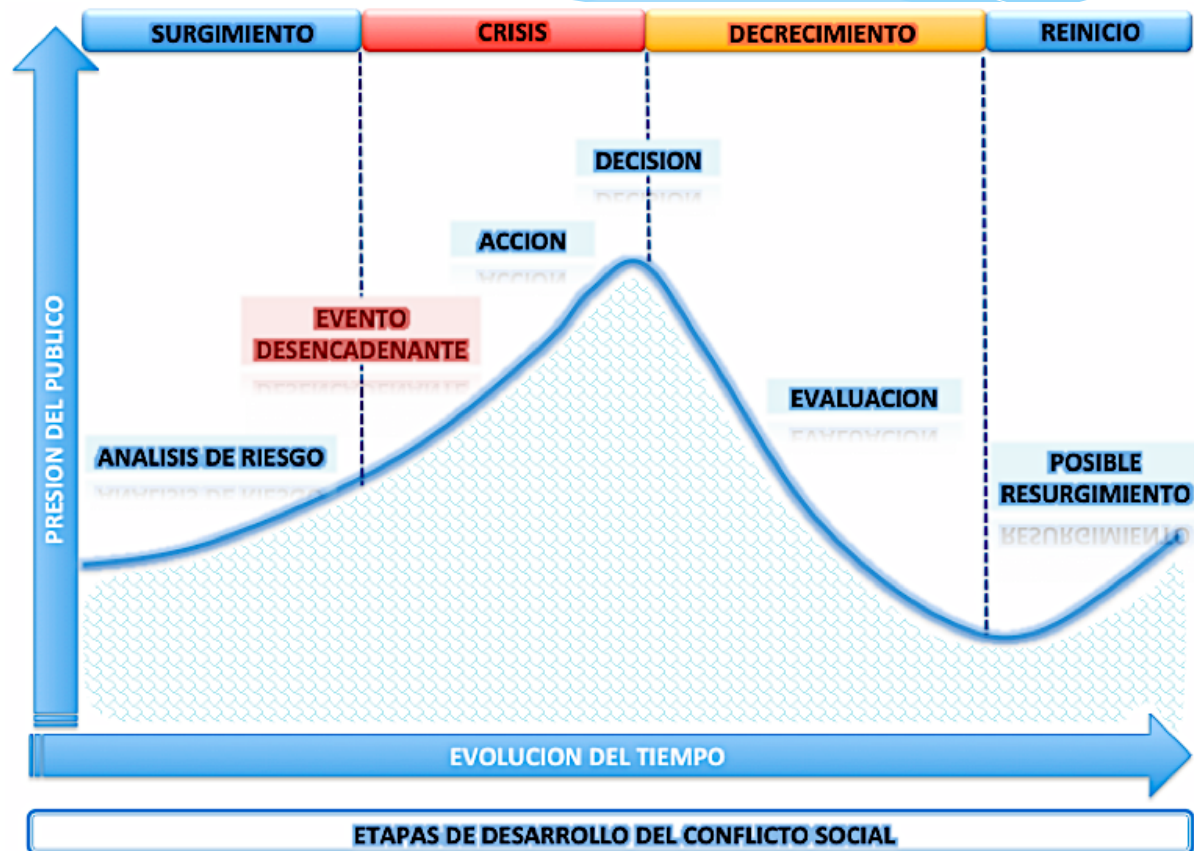 SURGIMIENTO
CRISIS
DECRECIMIENTO
REINICIO
DECISION
ACCION
EVENTO
DESENCADENANTE
EVALUACION
ANALISIS DE RIESGO
POSIBLE
RESURGIMIENTO
PRESION DEL PUBLICO
EVOLUCION DEL TIEMPO
ETAPAS DE DESARROLLO DEL CONFLICTO SOCIAL